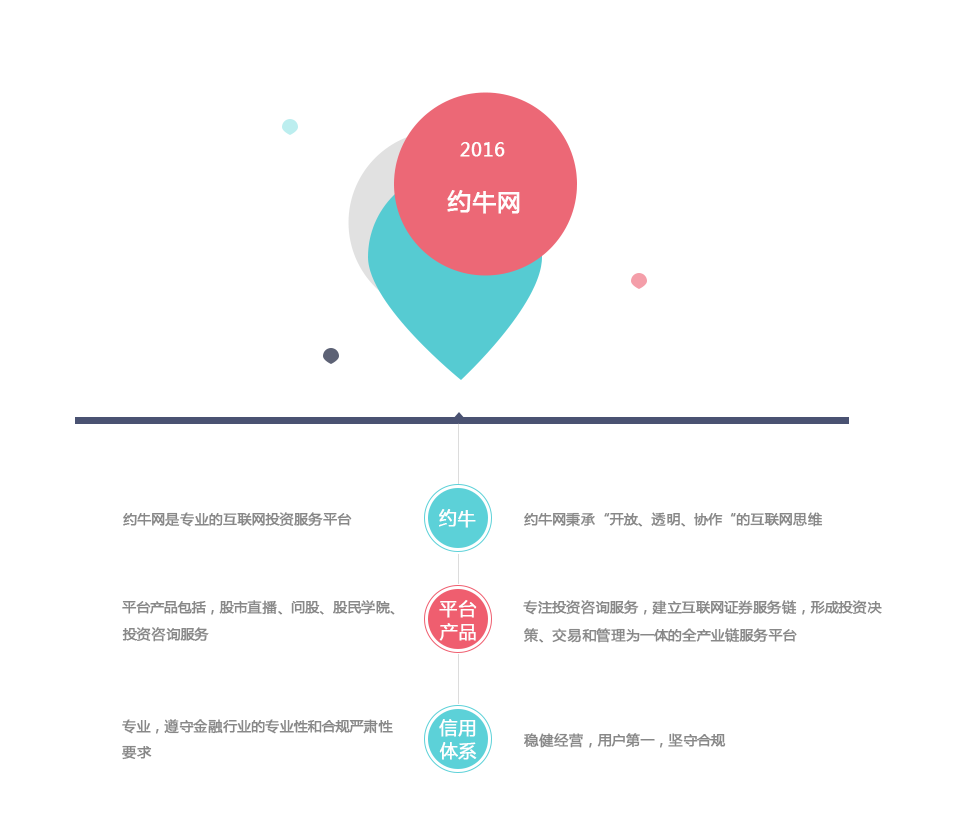 2016
约牛网
约牛网是专业的互联网投资服务平台
约牛
约牛网秉承“开放、透明、协作“的互联网思维
平台产品包括，股市直播、问股、股民学院、
投资咨询服务
平台
产品
专注投资咨询服务，建立互联网证券服务链，形成投资决
策、交易和管理为一体的全产业链服务平台
专业，遵守金融行业的专业性和合规严肃性
要求
信用
体系
稳健经营，用户第一，坚守合规